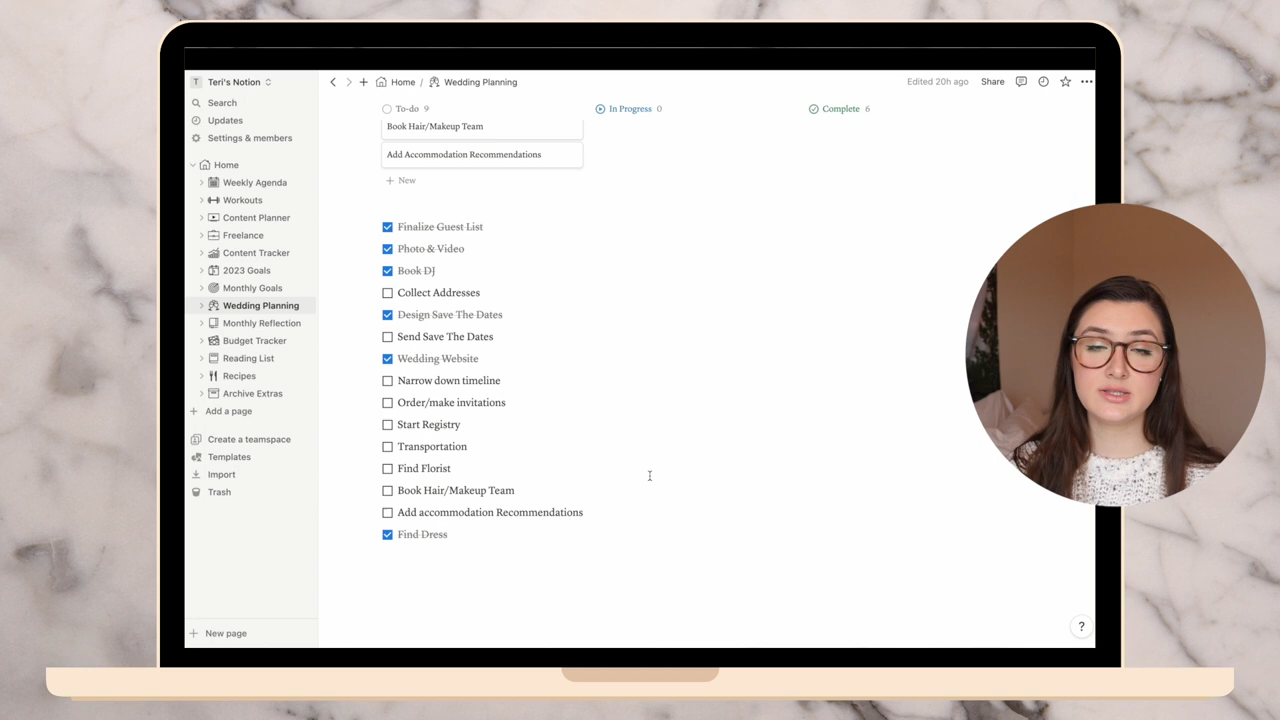 T Teri's Notion
Search
Updates
Settings & members
Home
Weekly Agenda
Workouts
Content Planner
Freelance
Content Tracker
2023 Goals
Monthly Goals
Wedding Planning
Monthly Reflection
Budget Tracker
Reading List
Recipes
Archive Extras
+ Add a page
Create a teamspace
Templates
Import
Trash
+ New page
Home / Wedding Planning
Edited 20h ago Share
To-do 9 In Progress 0 Complete 6
Book Hair/Makeup Team
Add Accommodation Recommendations
+ New
Finalize Guest List
Photo & Video
Book DJ
Collect Addresses
Design Save The Dates
Send Save The Dates
Wedding Website
Narrow down timeline
Order/make invitations
Start Registry
Transportation
Find Florist
Book Hair/Makeup Team
Add accommodation Recommendations
Find Dress
?